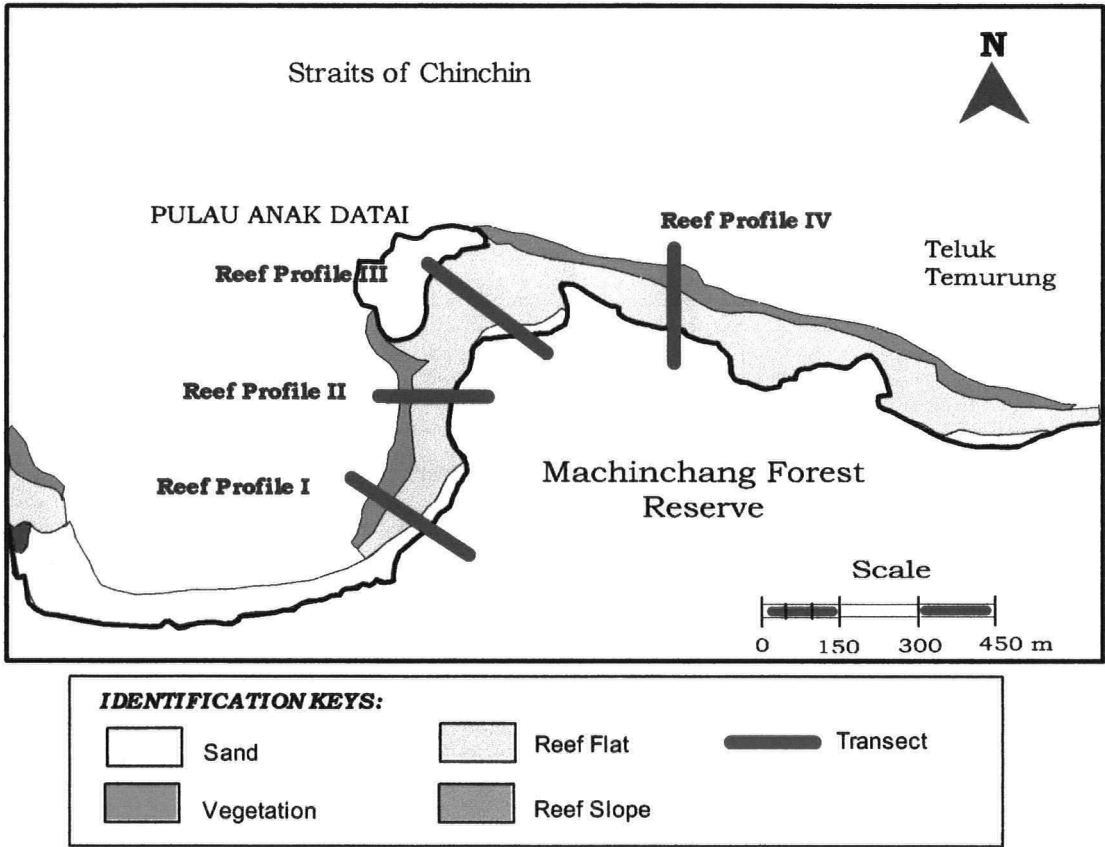 N
Straits of Chinchin
PULAU ANAK DATAI
Reef Profile IV
Reef Profile III
Teluk
Temurung
Reef Profile II
Reef Profile I
Machinchang Forest
Reserve
Scale
0 150 300 450 m
IDENTIFICATION KEYS:
Sand
Reef Flat
Transect
Vegetation
Reef Slope